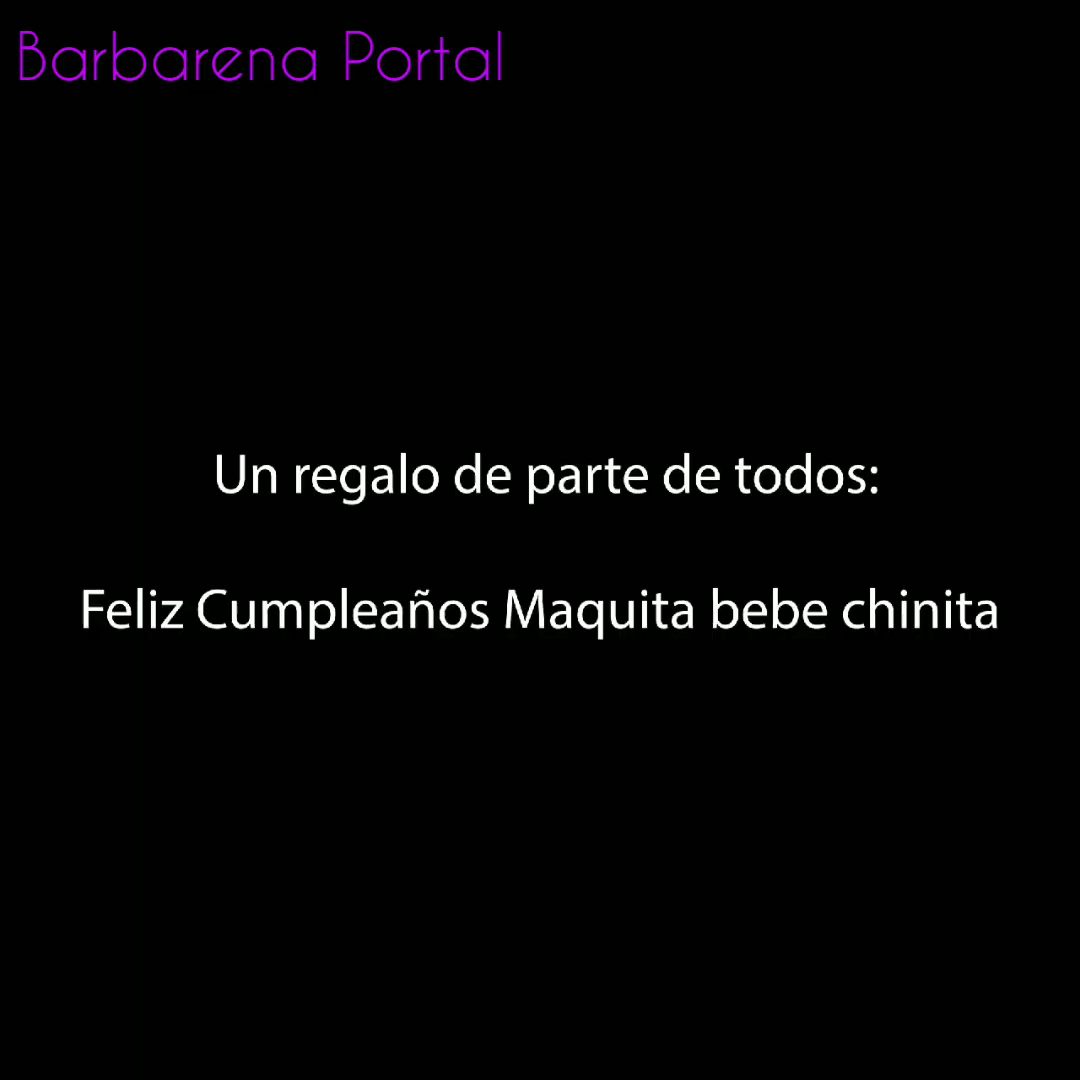 Barbarena Portal
Un regalo de parte de todos:
Feliz Cumpleaños Maquita bebe chinita